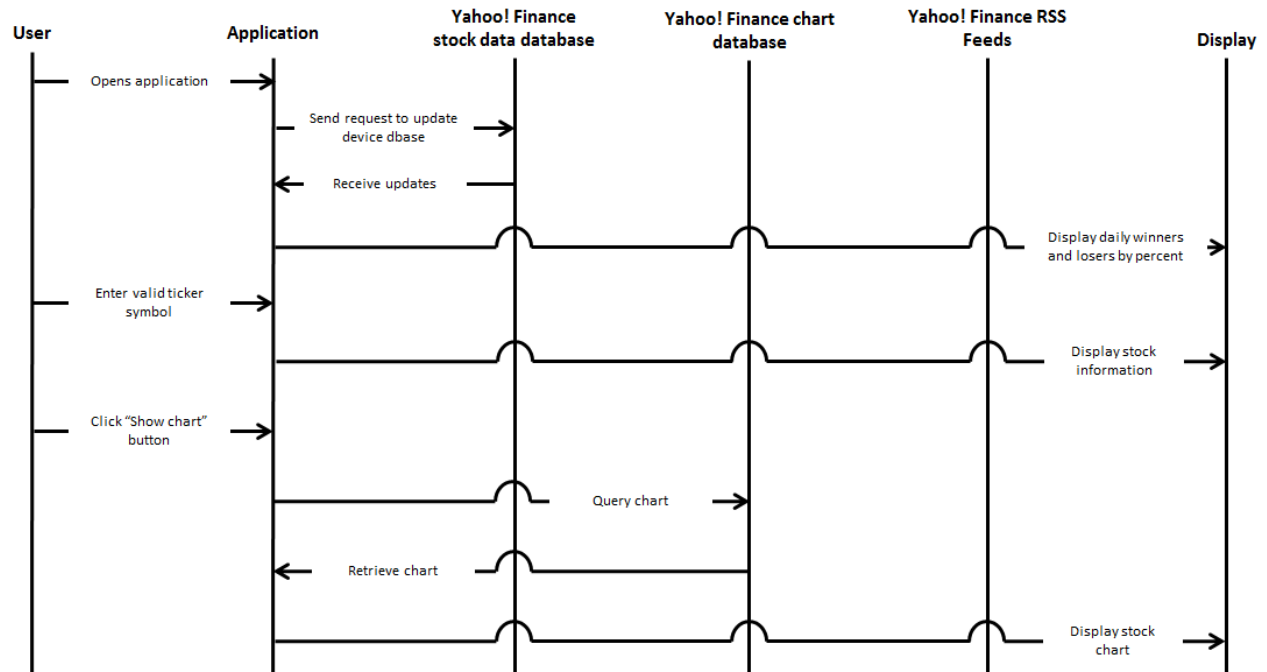 User
Application
Yahoo! Finance
stock data database
Yahoo! Finance chart
database
Yahoo! Finance RSS
Feeds
Display
Opens application
Send request to update
device dbase
Receive updates
Display daily winners
and losers by percent
Enter valid ticker
symbol
Display stock
information
Click “Show chart”
button
Query chart
Retrieve chart
Display stock
chart